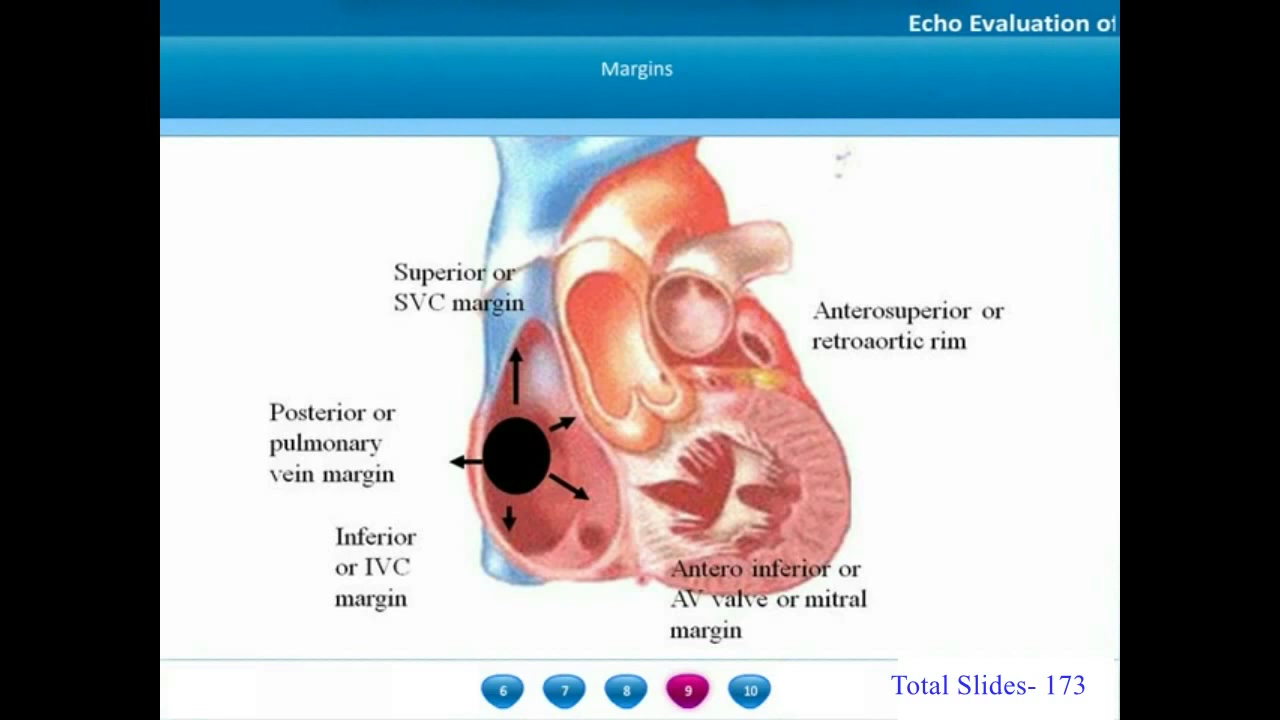 Echo Evaluation of
Margins
Superior or
SVC margin
Anterosuperior or
retroaortic rim
Posterior or
pulmonary
vein margin
Inferior
or IVC
margin
Antero inferior or
AV valve or mitral
margin
6 7 8 9 10
Total Slides- 173